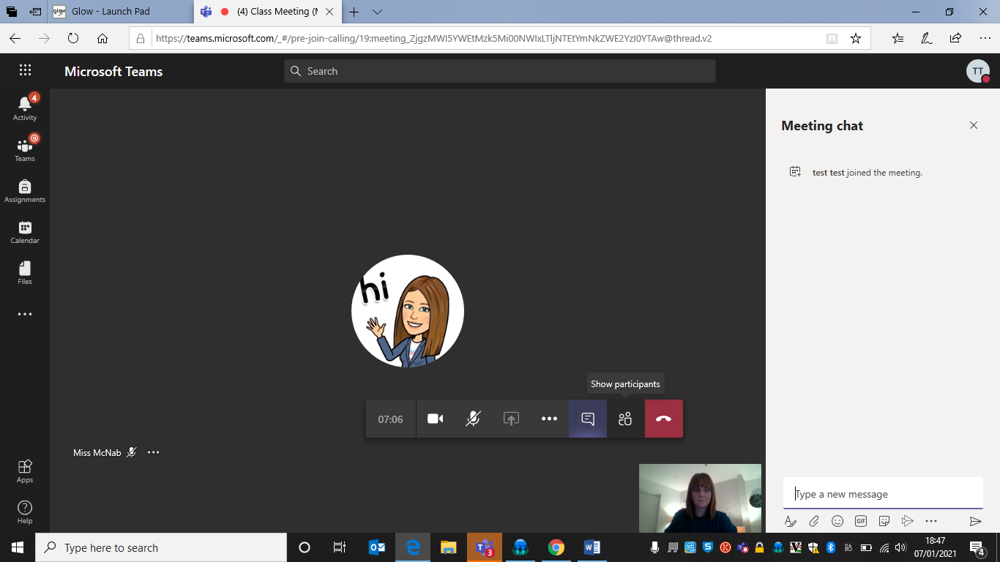 glow
Glow - Launch Pad
(4) Class Meeting (
https://teams.microsoft.com/_#/pre-join-calling/19:meeting_ZjgzMWI5YWEtMzk5Mi00NWIxLTljNTEtYmNkZWE2YzI0YTAw@thread.v2
Microsoft Teams
Search
TT
4
Activity
@
Teams
Assignments
Calendar
Files
Apps
Help
hi
Show participants
07:06
Miss McNab
Meeting chat
test test joined the meeting.
Type a new message
GIF
Type here to search
3
18:47
07/01/2021
4